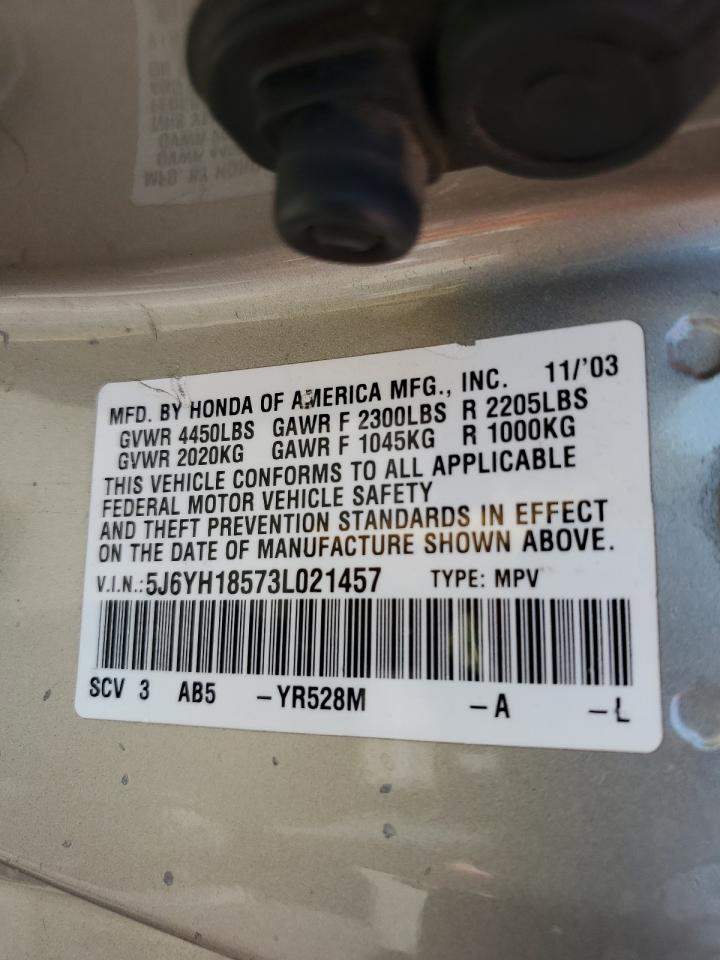 MFD. BY HONDA OF AMERICA MFG., INC. 11/'03
GVWR 4450LBS GAWR F 2300LBS R 2205LBS
GVWR 2020KG GAWR F 1045KG R 1000KG
THIS VEHICLE CONFORMS TO ALL APPLICABLE
FEDERAL MOTOR VEHICLE SAFETY
AND THEFT PREVENTION STANDARDS IN EFFECT
ON THE DATE OF MANUFACTURE SHOWN ABOVE.
V.I.N.:5J6YH18573L021457 TYPE: MPV
SCV 3 AB5 -YR528M -A -L